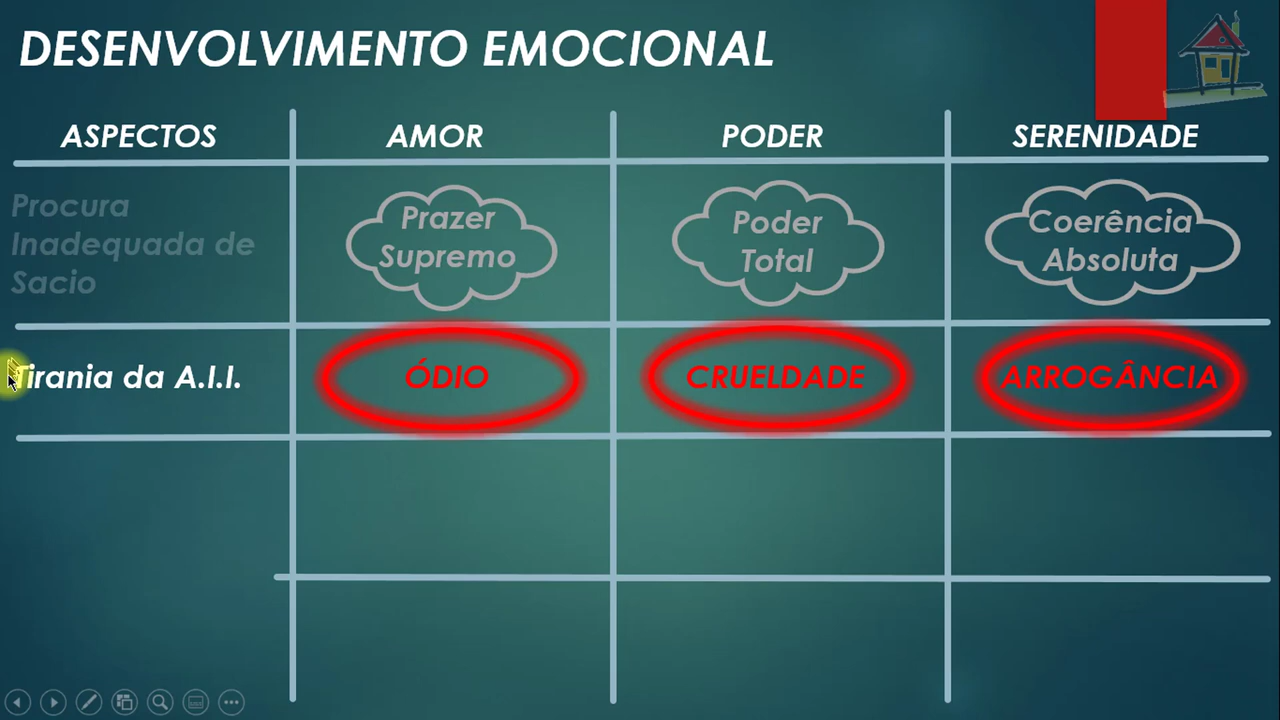 DESENVOLVIMENTO EMOCIONAL
ASPECTOS
AMOR
PODER
SERENIDADE
Procura
Inadequada de
Sacio
Prazer
Supremo
Poder
Total
Coerência
Absoluta
Tirania da A.I.I.
ÓDIO
CRUELDADE
ARROGÂNCIA